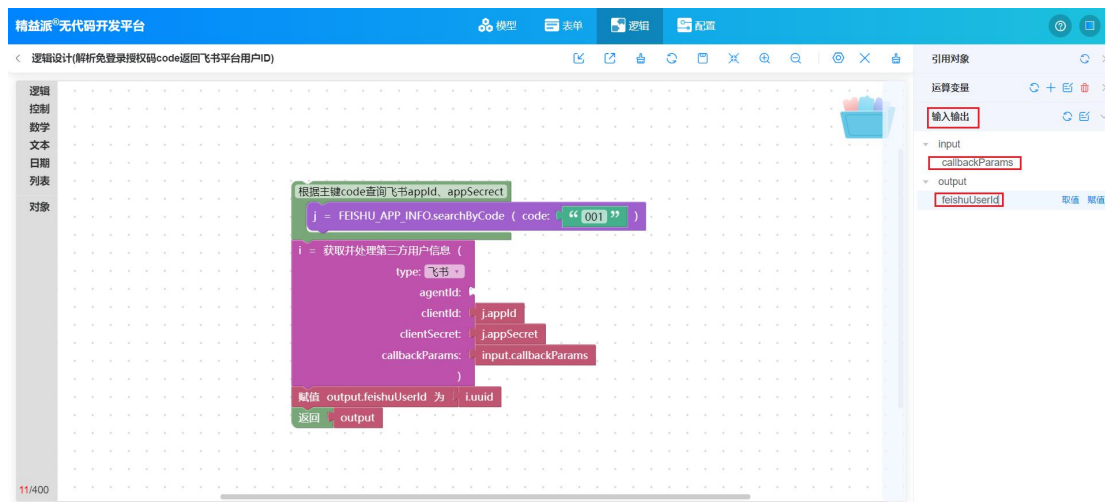 精益派®无代码开发平台
模型
表单
逻辑
配置
逻辑设计(解析免登录授权码code返回飞书平台用户ID)
引用对象
运算变量
输入输出
input
callbackParams
output
feishuUserId
取值 赋值
逻辑
控制
数学
文本
日期
列表
对象
根据主键code查询飞书appId、appSecrect
j = FEISHU_APP_INFO.searchByCode ( code: “ 001 ” )
i = 获取并处理第三方用户信息 (
type: 飞书
agentId:
clientId: j.appId
clientSecret: j.appSecret
callbackParams: input.callbackParams
)
赋值 output.feishuUserId 为 i.uuid
返回 output
11/400